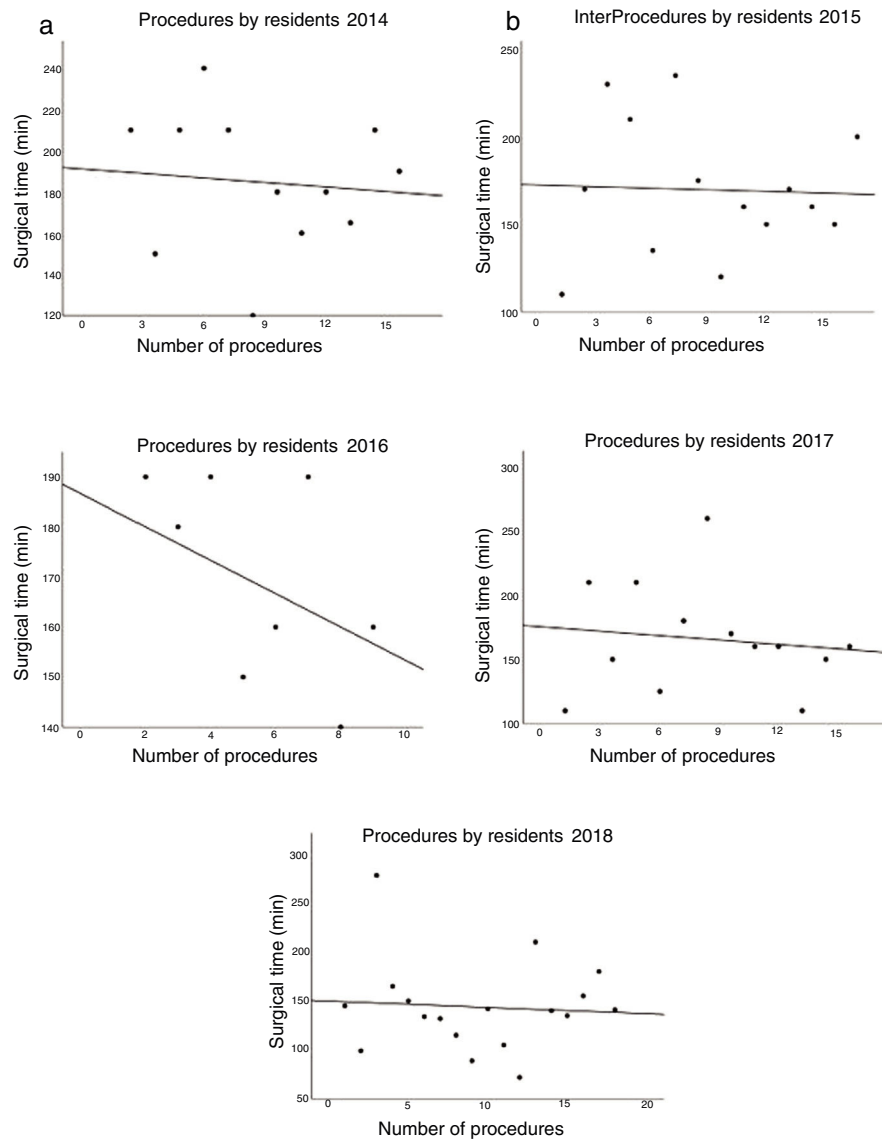 a
Procedures by residents 2014
240
220
200
180
160
140
120
0 3 6 9 12 15
Surgical time (min)
Number of procedures
b
InterProcedures by residents 2015
250
200
150
100
0 3 6 9 12 15
Surgical time (min)
Number of procedures
Procedures by residents 2016
190
180
170
160
150
140
0 2 4 6 8 10
Surgical time (min)
Number of procedures
Procedures by residents 2017
300
250
200
150
100
0 3 6 9 12 15
Surgical time (min)
Number of procedures
Procedures by residents 2018
300
250
200
150
100
50
0 5 10 15 20
Surgical time (min)
Number of procedures